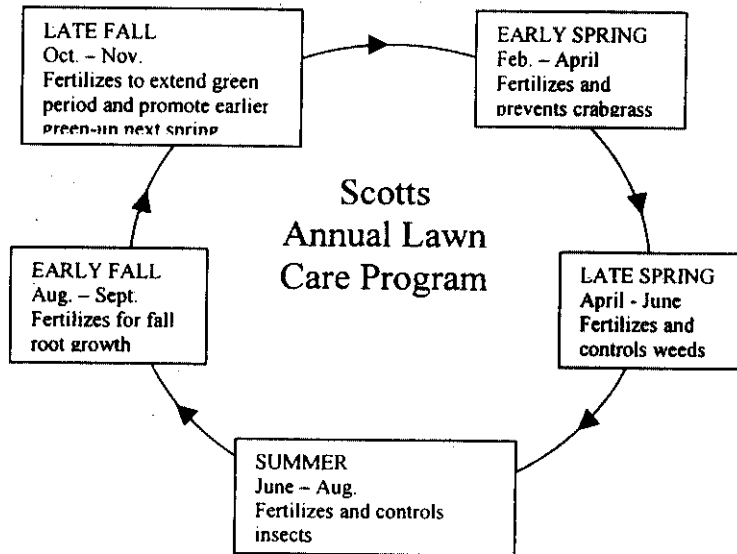 LATE FALL
Oct. – Nov.
Fertilizes to extend green
period and promote earlier
green-up next spring
EARLY SPRING
Feb. – April
Fertilizes and
prevents crabgrass
Scotts
Annual Lawn
Care Program
EARLY FALL
Aug. – Sept.
Fertilizes for fall
root growth
LATE SPRING
April - June
Fertilizes and
controls weeds
SUMMER
June – Aug.
Fertilizes and controls
insects